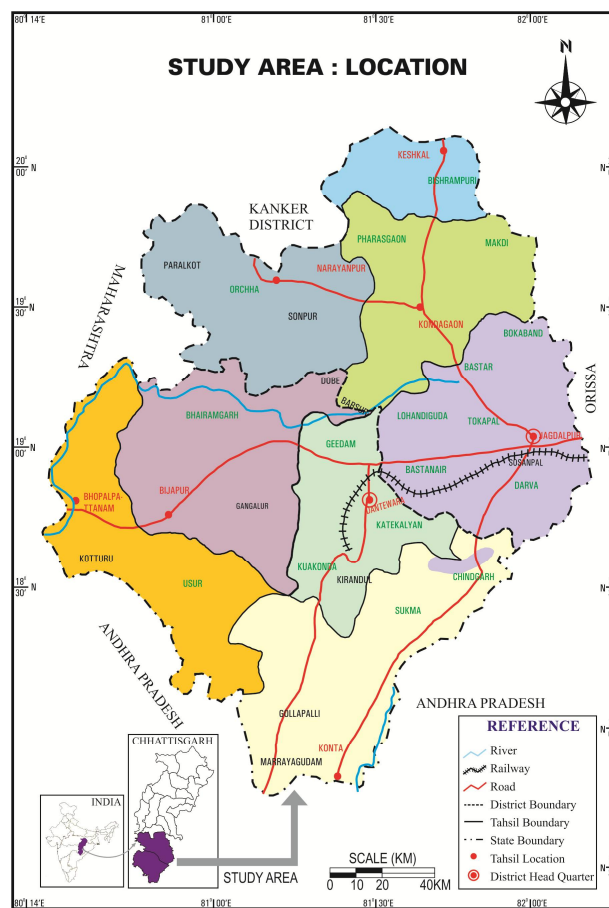 80 14'E
81 00'E
81 30'E
82 00'E
STUDY AREA : LOCATION
N
20
00 N
KESHKAL
BISHRAMPURI
KANKER
DISTRICT
PHARASGAON
MAKDI
PARALKOT
NARAYANPUR
ORCHHA
SONPUR
MAHARASHTRA
19
30 N
KONDAGAON
BOKABAND
BASTAR
DOBE
BARSUR
BHAIRAMGARH
LOHANDIGUDA
TOKAPAL
ORISSA
19
00 N
GEEDAM
JAGDALPUR
SOSANPAL
BASTANAIR
DARVA
BHOPALPA-
TTANAM
BIJAPUR
GANGALUR
DANTEWARA
KATEKALYAN
KOTTURU
USUR
KUAKONDA
KIRANDUL
CHINDGARH
18
30 N
SUKMA
ANDHRA PRADESH
GOLLAPALLI
MARRAYAGUDAM
KONTA
ANDHRA PRADESH
CHHATTISGARH
INDIA
STUDY AREA
SCALE (KM)
10 0 10 20 40KM
REFERENCE
River
Railway
Road
District Boundary
Tahsil Boundary
State Boundary
Tahsil Location
District Head Quarter
80 14'E
81 00'E
81 30'E
82 00'E